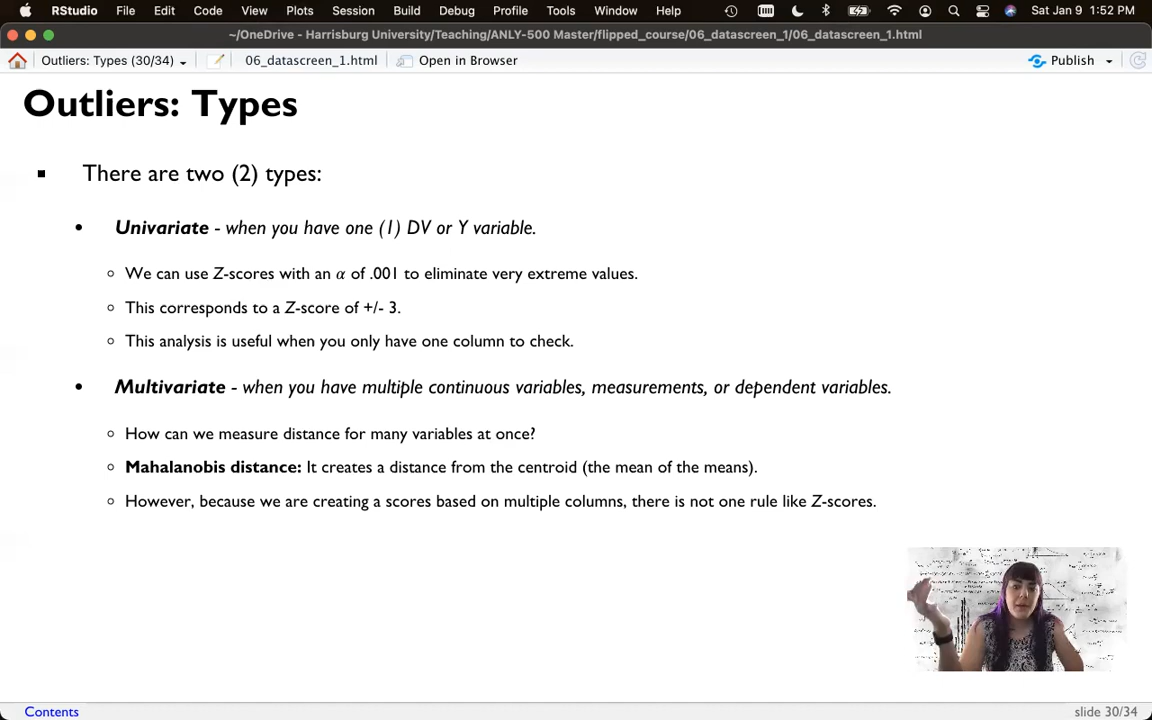 RStudio File Edit Code View Plots Session Build Debug Profile Tools Window Help Sat Jan 9 1:52 PM
~/OneDrive - Harrisburg University/Teaching/ANLY-500 Master/flipped_course/06_datascreen_1/06_datascreen_1.html
Outliers: Types (30/34) 06_datascreen_1.html Open in Browser Publish
Outliers: Types
There are two (2) types:
Univariate - when you have one (1) DV or Y variable.
We can use Z-scores with an α of .001 to eliminate very extreme values.
This corresponds to a Z-score of +/- 3.
This analysis is useful when you only have one column to check.
Multivariate - when you have multiple continuous variables, measurements, or dependent variables.
How can we measure distance for many variables at once?
Mahalanobis distance: It creates a distance from the centroid (the mean of the means).
However, because we are creating a scores based on multiple columns, there is not one rule like Z-scores.
Contents slide 30/34